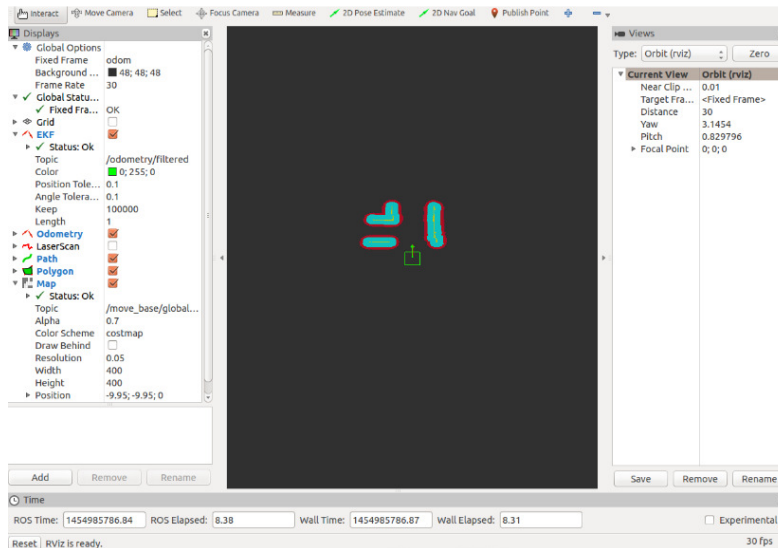 Interact Move Camera Select Focus Camera Measure 2D Pose Estimate 2D Nav Goal Publish Point
Displays
Global Options
Fixed Frame odom
Background ... 48; 48; 48
Frame Rate 30
Global Statu...
Fixed Fra... OK
Grid
EKF
Status: Ok
Topic /odometry/filtered
Color 0; 255; 0
Position Tole... 0.1
Angle Tolera... 0.1
Keep 100000
Length 1
Odometry
LaserScan
Path
Polygon
Map
Status: Ok
Topic /move_base/global...
Alpha 0.7
Color Scheme costmap
Draw Behind
Resolution 0.05
Width 400
Height 400
Position -9.95; -9.95; 0
Add Remove Rename
Views
Type: Orbit (rviz) Zero
Current View Orbit (rviz)
Near Clip ... 0.01
Target Fra... <Fixed Frame>
Distance 30
Yaw 3.1454
Pitch 0.829796
Focal Point 0; 0; 0
Save Remove Rename
Time
ROS Time: 1454985786.84 ROS Elapsed: 8.38 Wall Time: 1454985786.87 Wall Elapsed: 8.31 Experimental
Reset RViz is ready. 30 fps